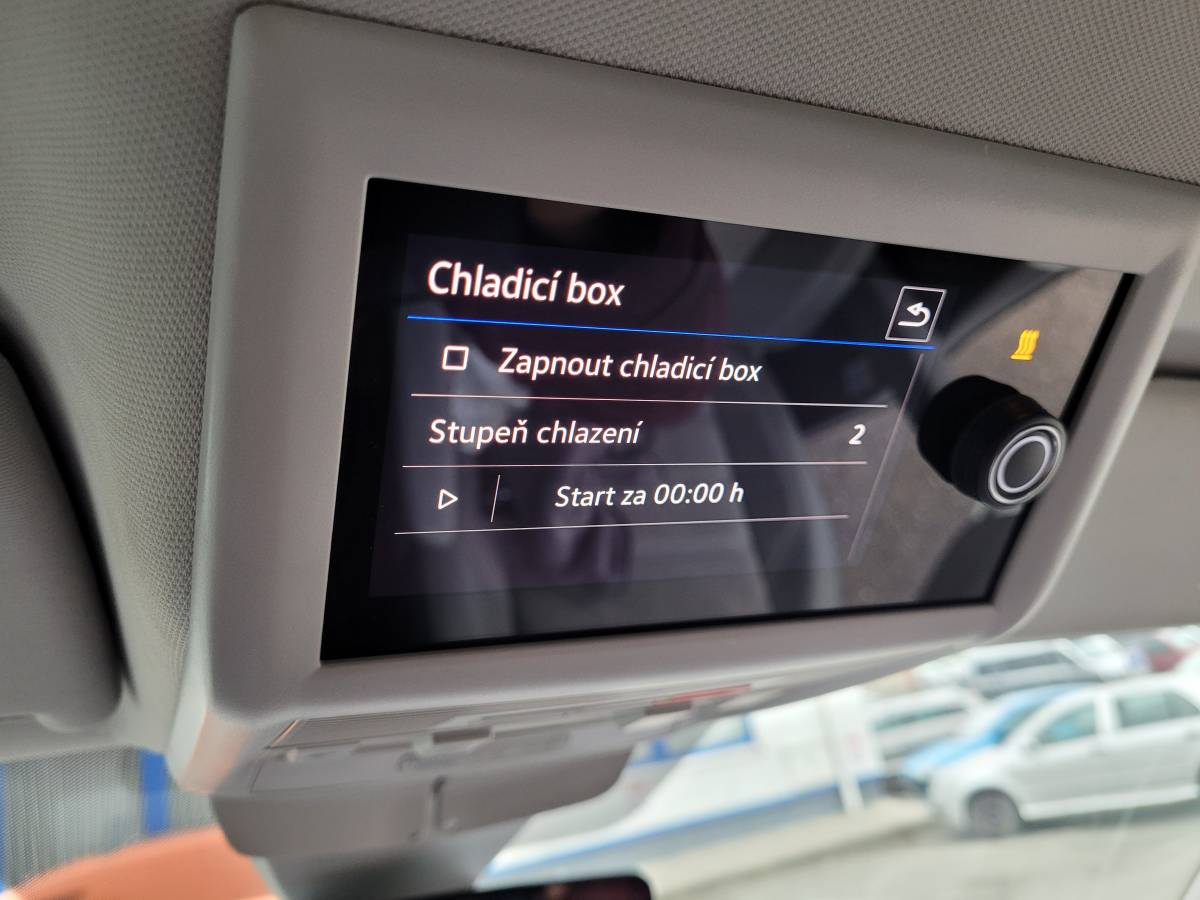 Chladicí box
Zapnout chladicí box
Stupeň chlazení 2
Start za 00:00 h